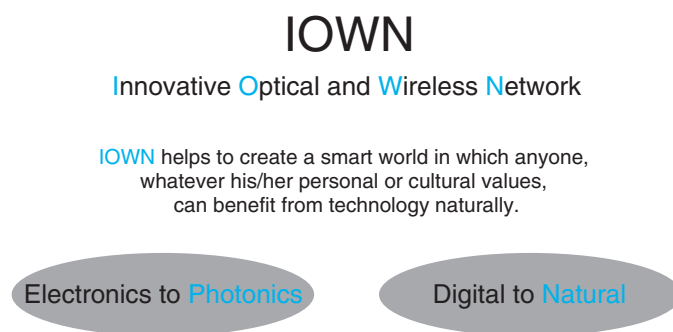 IOWN
Innovative Optical and Wireless Network
IOWN helps to create a smart world in which anyone,
whatever his/her personal or cultural values,
can benefit from technology naturally.
Electronics to Photonics
Digital to Natural